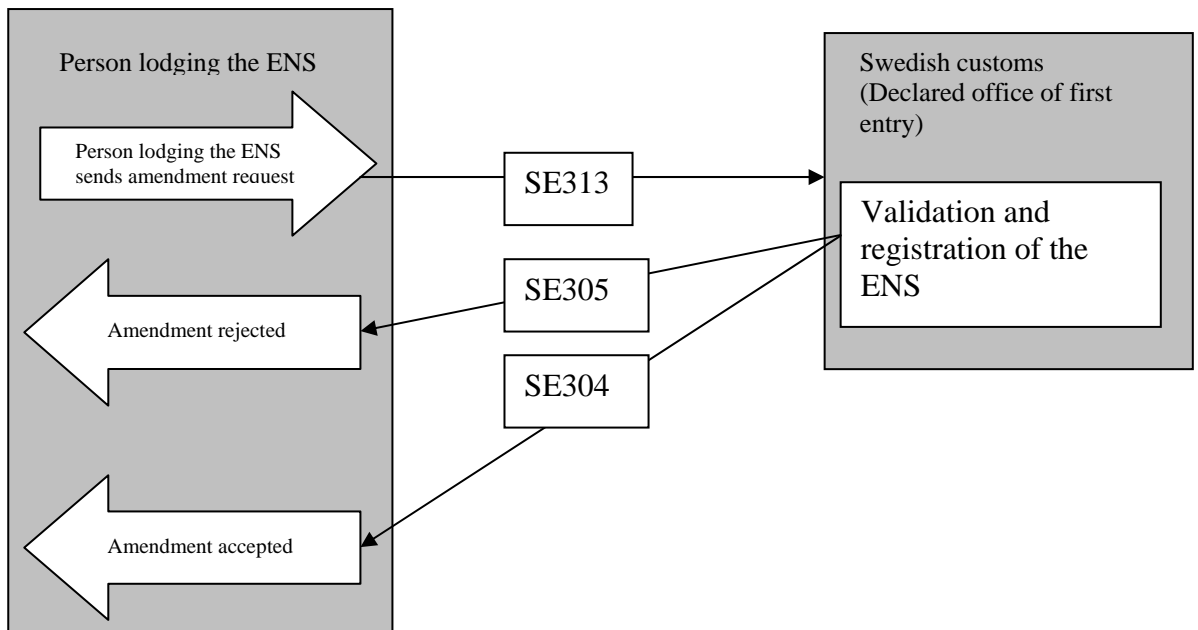 Person lodging the ENS
Person lodging the ENS
sends amendment request
SE313
Swedish customs
(Declared office of first
entry)
Validation and
registration of the
ENS
SE305
Amendment rejected
SE304
Amendment accepted